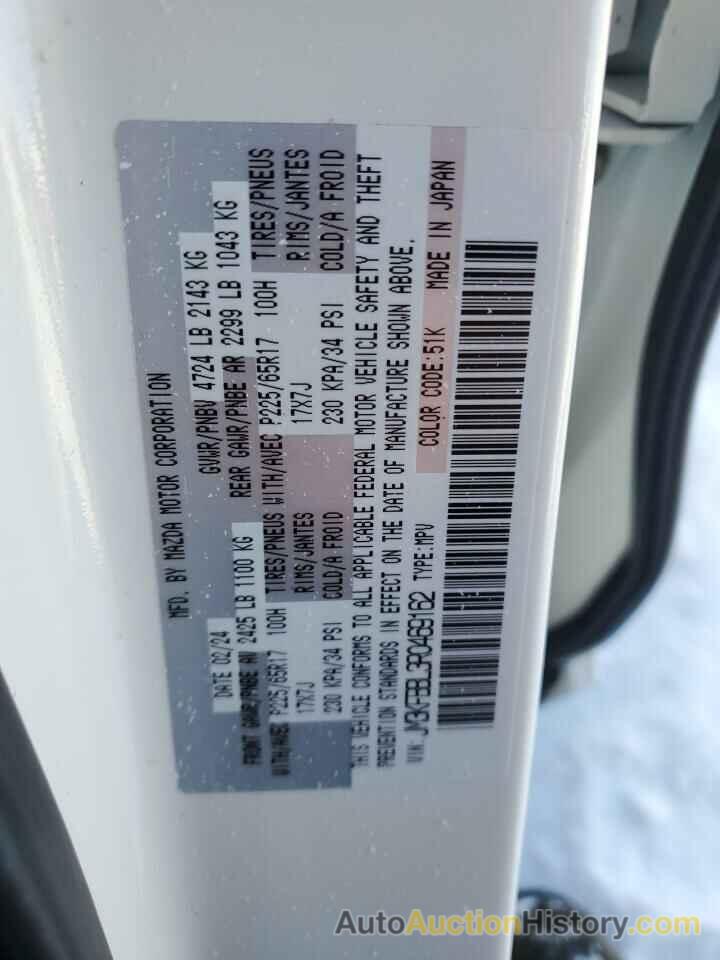 MFD. BY MAZDA MOTOR CORPORATION
DATE 02/24 GVWR/PNBV 4724 LB 2143 KG
FRONT GAWR/PNBE AV 2425 LB 1100 KG REAR GAWR/PNBE AR 2299 LB 1043 KG
WITH/AVEC P225/65R17 100H TIRES/PNEUS WITH/AVEC P225/65R17 100H TIRES/PNEUS
17X7J RIMS/JANTES 17X7J RIMS/JANTES
230 KPA/34 PSI COLD/A FROID 230 KPA/34 PSI COLD/A FROID
THIS VEHICLE CONFORMS TO ALL APPLICABLE FEDERAL MOTOR VEHICLE SAFETY AND THEFT
PREVENTION STANDARDS IN EFFECT ON THE DATE OF MANUFACTURE SHOWN ABOVE.
VIN: JM3KFBBL3R0469162 TYPE:MPV COLOR CODE:51K MADE IN JAPAN
AutoAuctionHistory.com